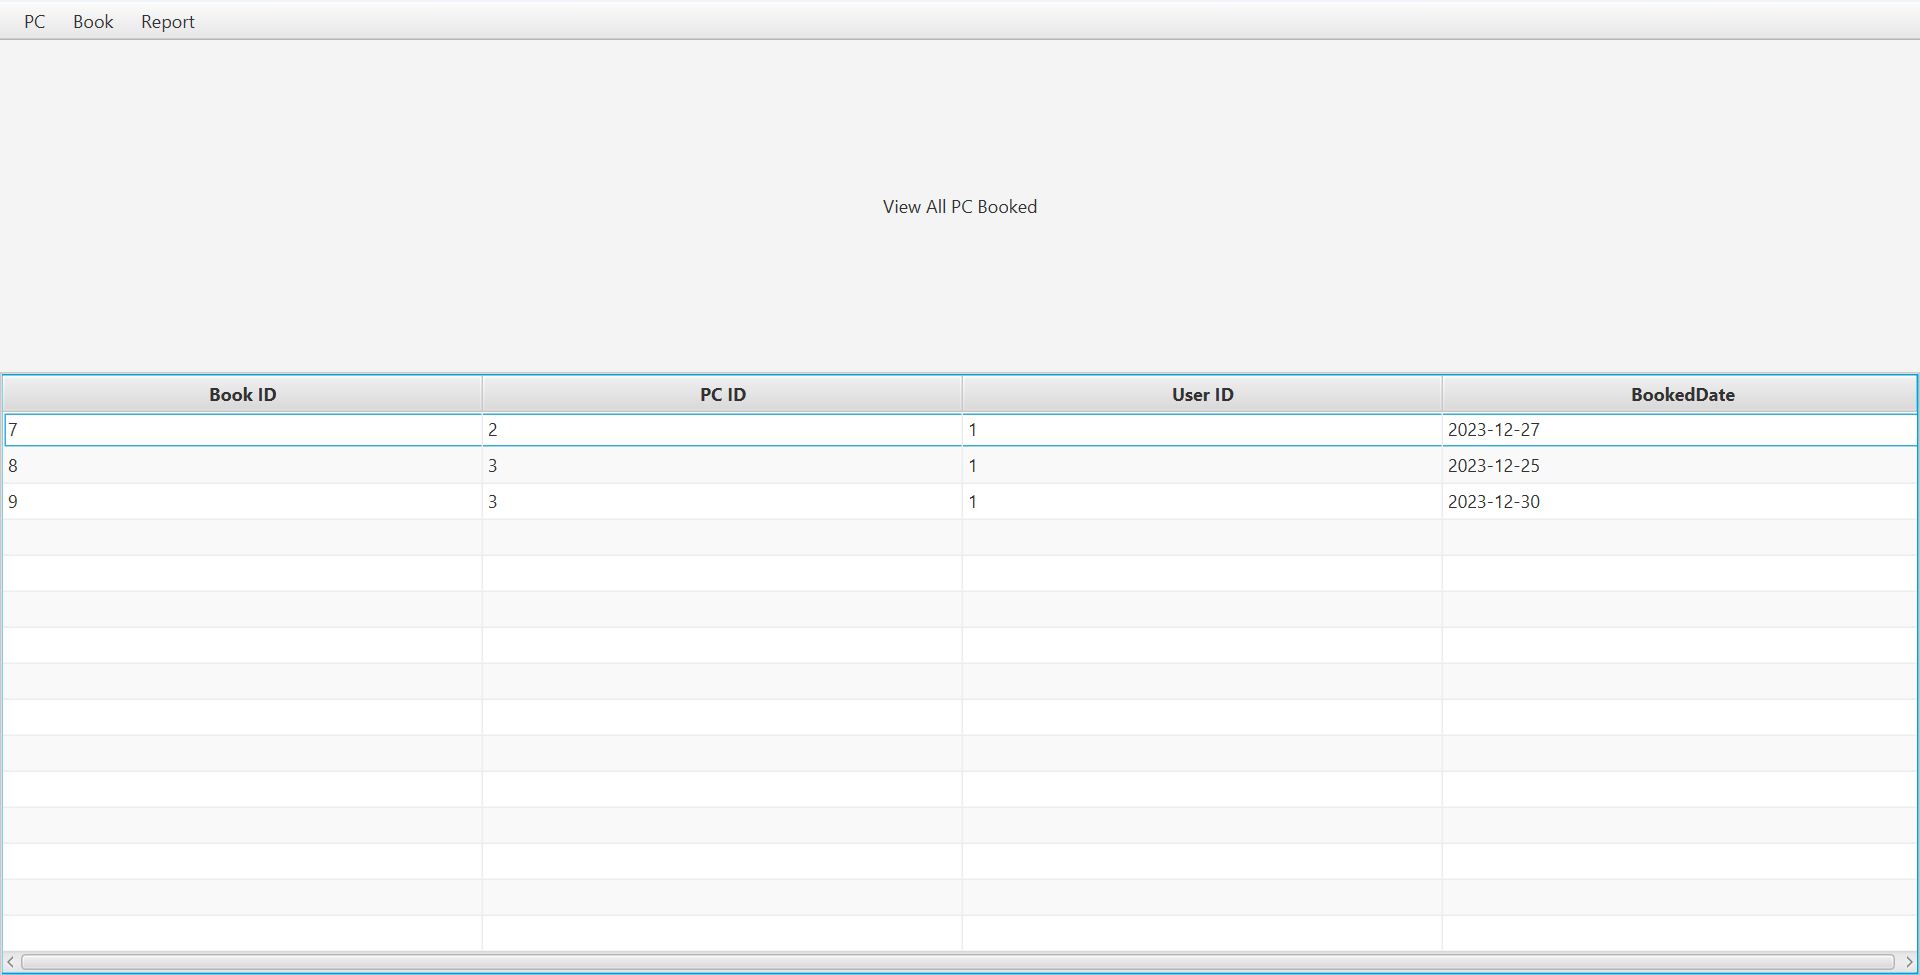 PC Book Report
View All PC Booked
Book ID PC ID User ID BookedDate
7 2 1 2023-12-27
8 3 1 2023-12-25
9 3 1 2023-12-30